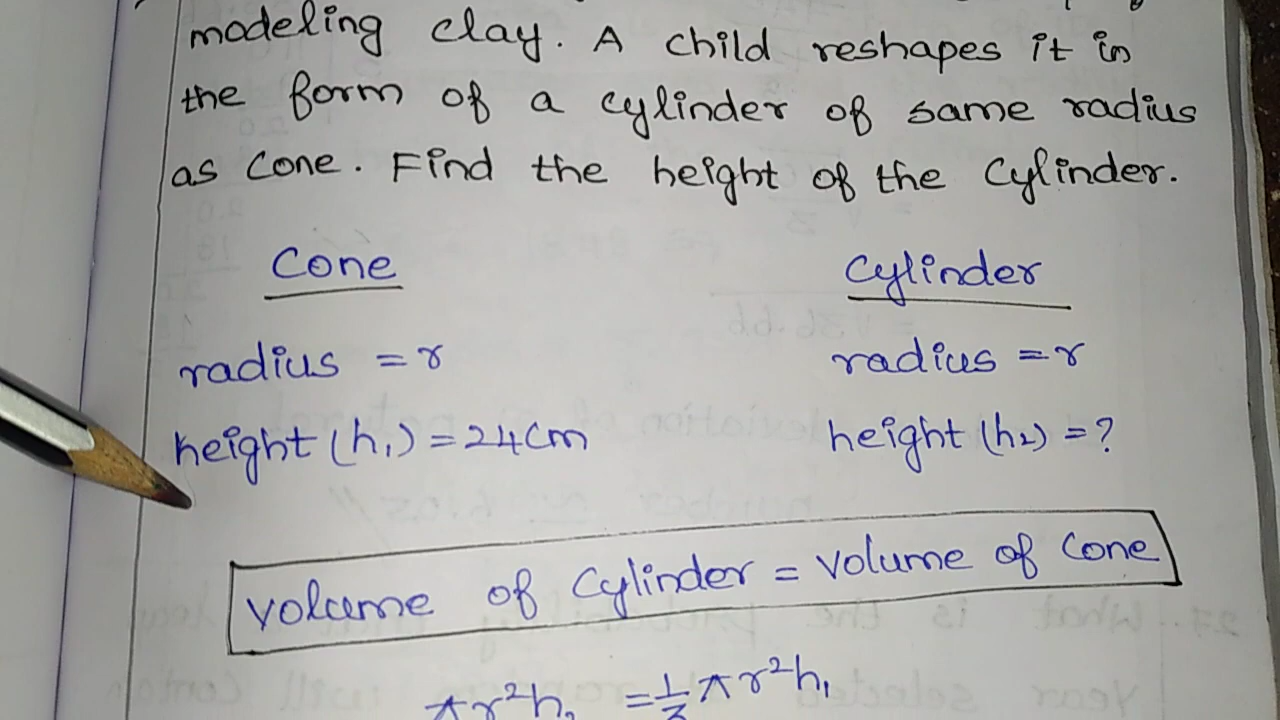 modeling clay. A child reshapes it in
the form of a cylinder of same radius
as cone. Find the height of the cylinder.
Cone
Cylinder
radius = r
radius = r
height (h₁) = 24cm
height (h₂) = ?
volume of Cylinder = volume of Cone
πr²h₂ = 1/3 πr²h₁